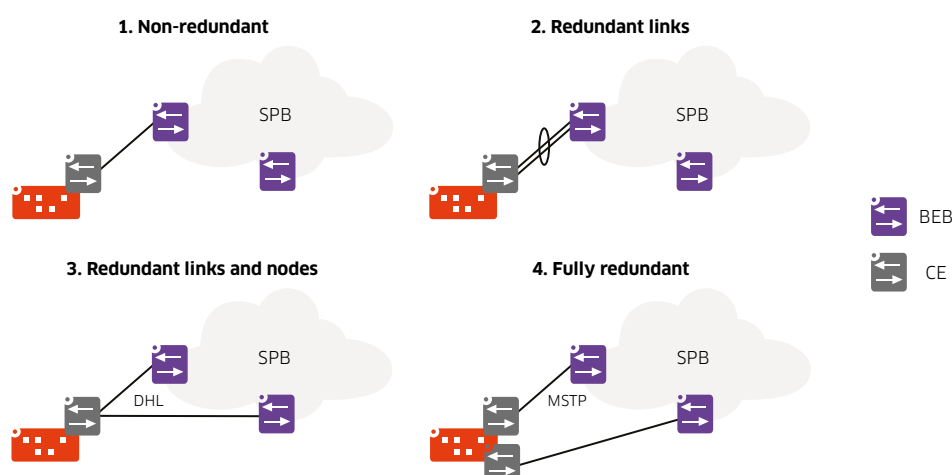 1. Non-redundant
2. Redundant links
SPB
SPB
BEB
CE
3. Redundant links and nodes
4. Fully redundant
SPB
SPB
DHL
MSTP